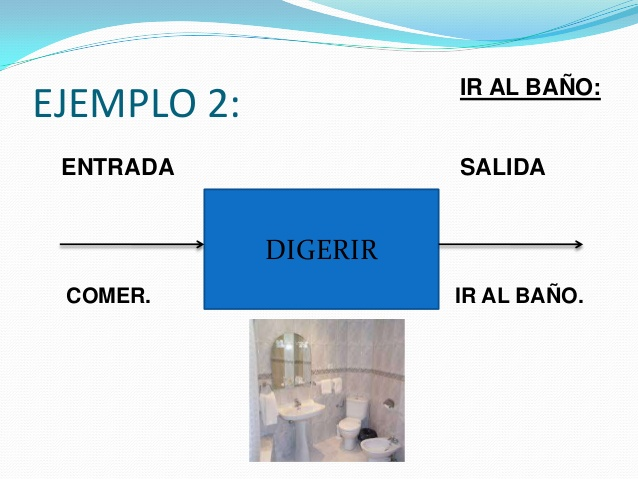 EJEMPLO 2:
IR AL BAÑO:
ENTRADA
SALIDA
DIGERIR
COMER.
IR AL BAÑO.